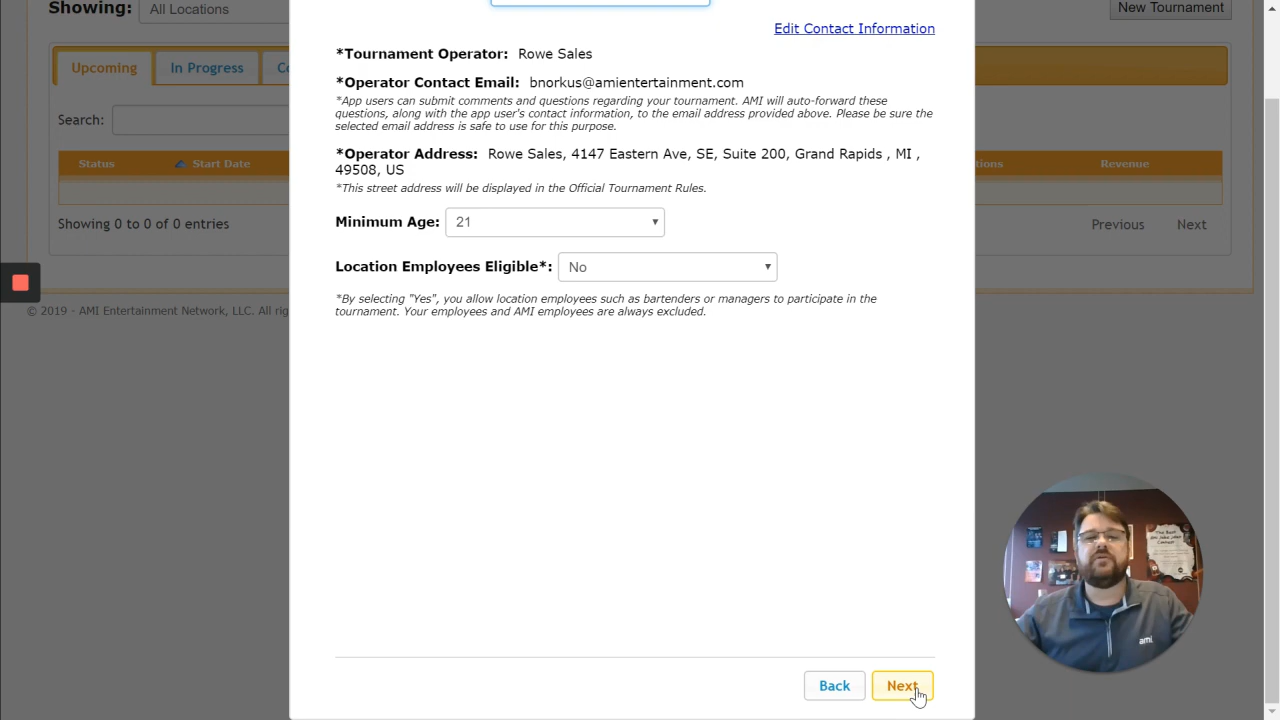 Showing: All Locations
New Tournament
Edit Contact Information
*Tournament Operator: Rowe Sales
*Operator Contact Email: bnorkus@amientertainment.com
*App users can submit comments and questions regarding your tournament. AMI will auto-forward these
questions, along with the app user's contact information, to the email address provided above. Please be sure the
selected email address is safe to use for this purpose.
*Operator Address: Rowe Sales, 4147 Eastern Ave, SE, Suite 200, Grand Rapids , MI ,
49508, US
*This street address will be displayed in the Official Tournament Rules.
Minimum Age: 21
Location Employees Eligible*: No
*By selecting "Yes", you allow location employees such as bartenders or managers to participate in the
tournament. Your employees and AMI employees are always excluded.
Back Next
Upcoming In Progress
Search:
Status Start Date
Revenue
Showing 0 to 0 of 0 entries
Previous Next
© 2019 - AMI Entertainment Network, LLC. All
ami